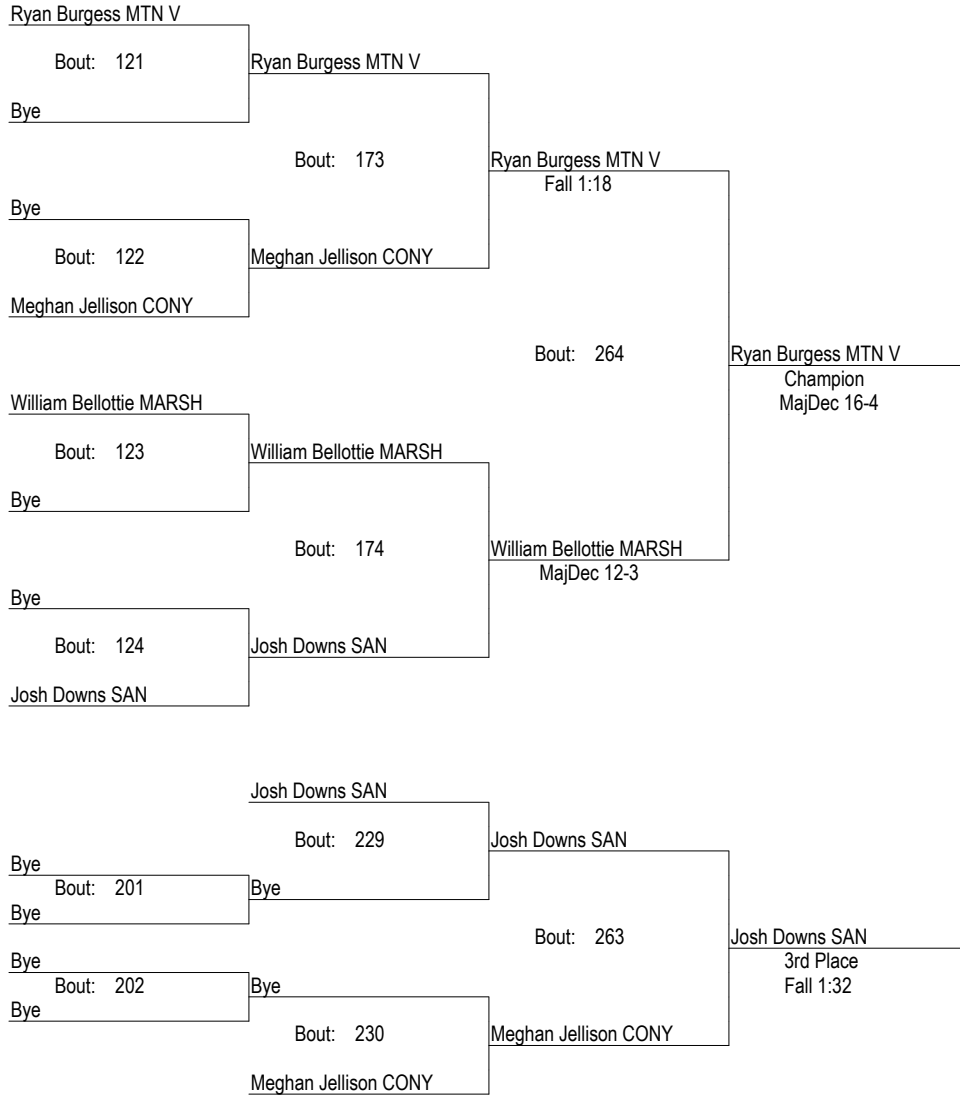 Ryan Burgess MTN V
Bout: 121
Ryan Burgess MTN V
Bye
Bout: 173
Ryan Burgess MTN V
Fall 1:18
Bye
Bout: 122
Meghan Jellison CONY
Meghan Jellison CONY
Bout: 264
Ryan Burgess MTN V
Champion
MajDec 16-4
William Bellottie MARSH
Bout: 123
William Bellottie MARSH
Bye
Bout: 174
William Bellottie MARSH
MajDec 12-3
Bye
Bout: 124
Josh Downs SAN
Josh Downs SAN
Josh Downs SAN
Bout: 229
Josh Downs SAN
Bye
Bout: 201
Bye
Bye
Bout: 263
Josh Downs SAN
3rd Place
Fall 1:32
Bye
Bout: 202
Bye
Bye
Bout: 230
Meghan Jellison CONY
Meghan Jellison CONY